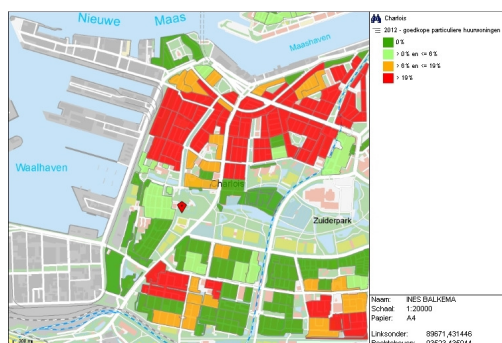 Nieuwe Maas
Maashaven
Waalhaven
Charlois
Zuiderpark
200 m
Charlois
2012 - goedkope particuliere huurwoningen
0%
> 0% en <= 6%
> 6% en <= 19%
> 19%
Naam: INES BALKEMA
Schaal: 1:20000
Papier: A4
Linksonder: 89671,431446